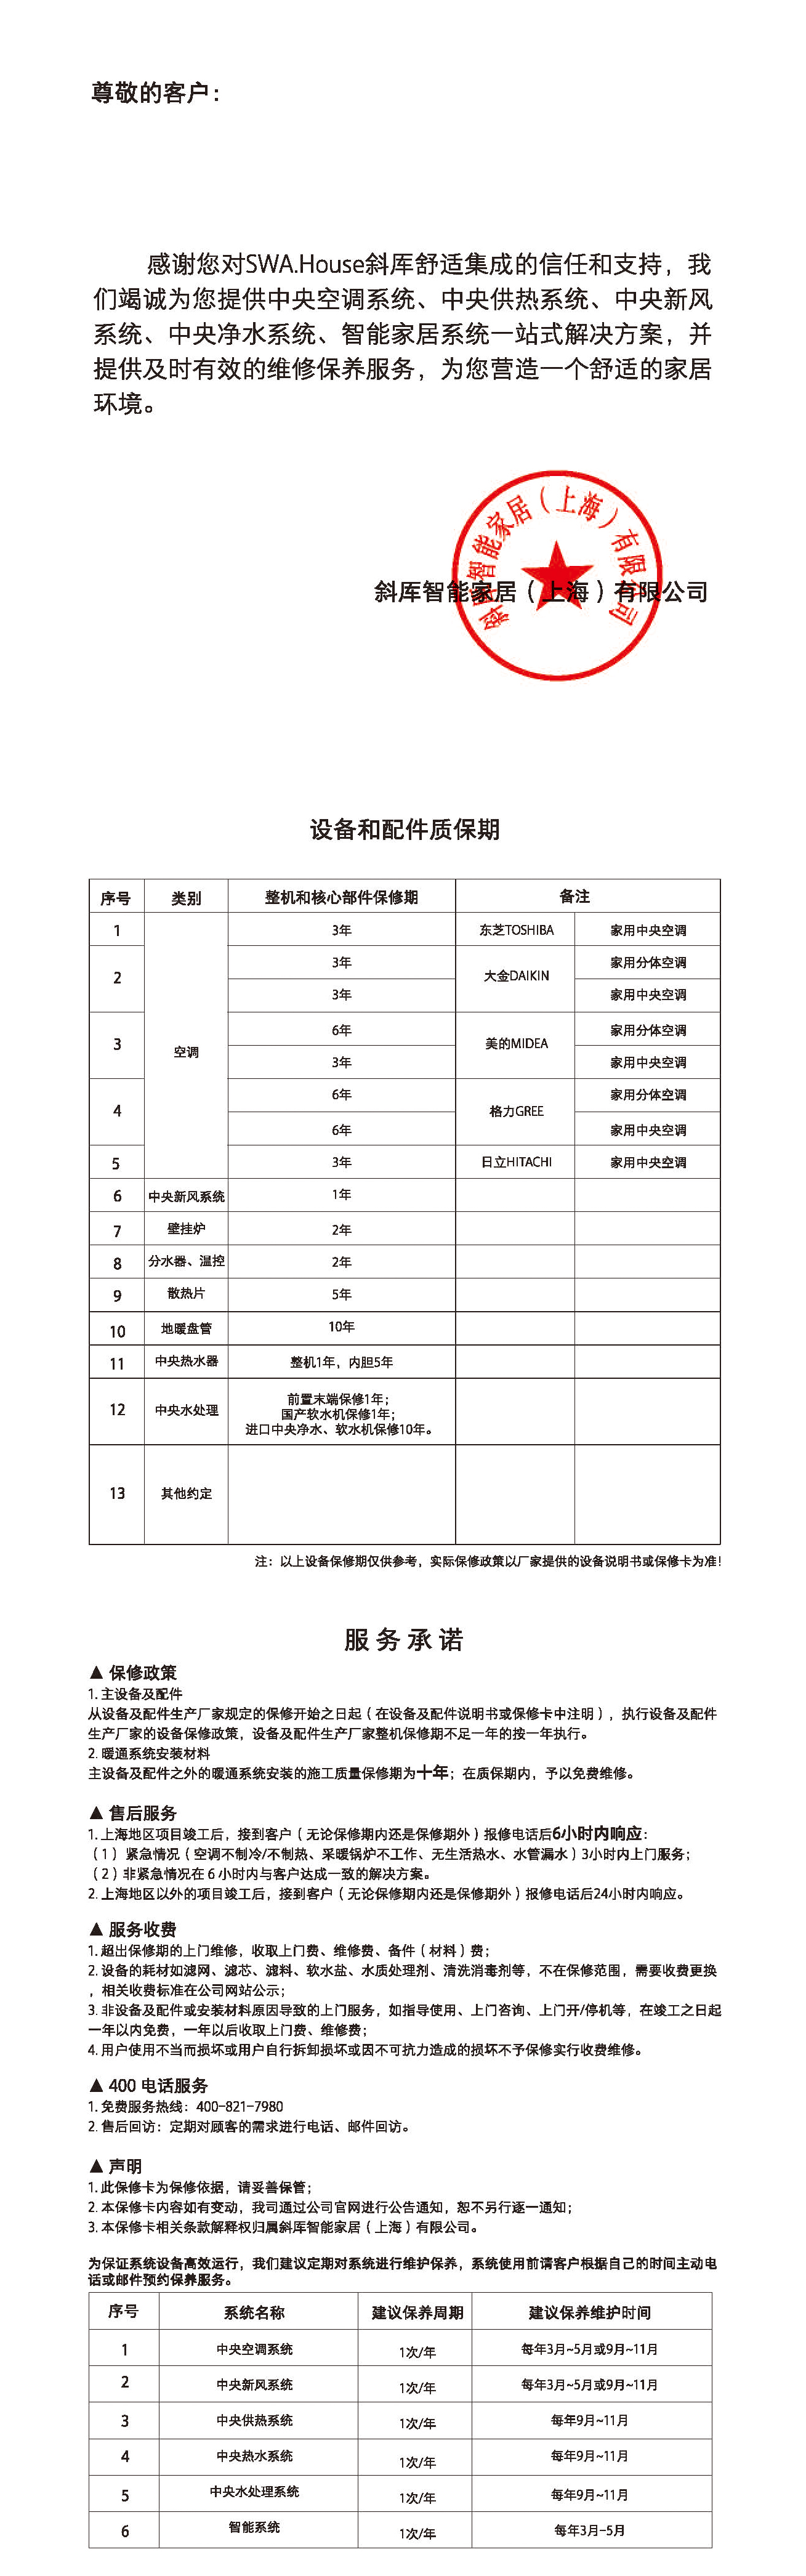 尊敬的客户：
感谢您对SWA.House斜厍舒适集成的信任和支持，我
们竭诚为您提供中央空调系统、中央供热系统、中央新风
系统、中央净水系统、智能家居系统一站式解决方案，并
提供及时有效的维修保养服务，为您营造一个舒适的家居
环境。
斜厍智能家居（上海）有限公司
斜厍智能家居（上海）有限公司
设备和配件质保期
序号 类别 整机和核心部件保修期 备注
1 空调 3年 东芝TOSHIBA 家用中央空调
2 3年 大金DAIKIN 家用分体空调
3年 家用中央空调
3 6年 美的MIDEA 家用分体空调
3年 家用中央空调
4 6年 格力GREE 家用分体空调
6年 家用中央空调
5 3年 日立HITACHI 家用中央空调
6 中央新风系统 1年
7 壁挂炉 2年
8 分水器、温控 2年
9 散热片 5年
10 地暖盘管 10年
11 中央热水器 整机1年，内胆5年
12 中央水处理 前置末端保修1年；
国产软水机保修1年；
进口中央净水、软水机保修10年。
13 其他约定
注：以上设备保修期仅供参考，实际保修政策以厂家提供的设备说明书或保修卡为准！
服务承诺
▲ 保修政策
1. 主设备及配件
从设备及配件生产厂家规定的保修开始之日起（在设备及配件说明书或保修卡中注明），执行设备及配件
生产厂家的设备保修政策，设备及配件生产厂家整机保修期不足一年的按一年执行。
2. 暖通系统安装材料
主设备及配件之外的暖通系统安装的施工质量保修期为十年；在质保期内，予以免费维修。
▲ 售后服务
1. 上海地区项目竣工后，接到客户（无论保修期内还是保修期外）报修电话后6小时内响应：
（1） 紧急情况（空调不制冷/不制热、采暖锅炉不工作、无生活热水、水管漏水）3小时内上门服务；
（2）非紧急情况在 6 小时内与客户达成一致的解决方案。
2. 上海地区以外的项目竣工后，接到客户（无论保修期内还是保修期外）报修电话后24小时内响应。
▲ 服务收费
1. 超出保修期的上门维修，收取上门费、维修费、备件（材料）费；
2. 设备的耗材如滤网、滤芯、滤料、软水盐、水质处理剂、清洗消毒剂等，不在保修范围，需要收费更换
，相关收费标准在公司网站公示；
3. 非设备及配件或安装材料原因导致的上门服务，如指导使用、上门咨询、上门开/停机等，在竣工之日起
一年以内免费，一年以后收取上门费、维修费；
4. 用户使用不当而损坏或用户自行拆卸损坏或因不可抗力造成的损坏不予保修实行收费维修。
▲ 400 电话服务
1. 免费服务热线：400-821-7980
2. 售后回访：定期对顾客的需求进行电话、邮件回访。
▲ 声明
1. 此保修卡为保修依据，请妥善保管；
2. 本保修卡内容如有变动，我司通过公司官网进行公告通知，恕不另行逐一通知；
3. 本保修卡相关条款解释权归属斜厍智能家居（上海）有限公司。
为保证系统设备高效运行，我们建议定期对系统进行维护保养，系统使用前请客户根据自己的时间主动电
话或邮件预约保养服务。
序号 系统名称 建议保养周期 建议保养维护时间
1 中央空调系统 1次/年 每年3月~5月或9月~11月
2 中央新风系统 1次/年 每年3月~5月或9月~11月
3 中央供热系统 1次/年 每年9月~11月
4 中央热水系统 1次/年 每年9月~11月
5 中央水处理系统 1次/年 每年9月~11月
6 智能系统 1次/年 每年3月-5月